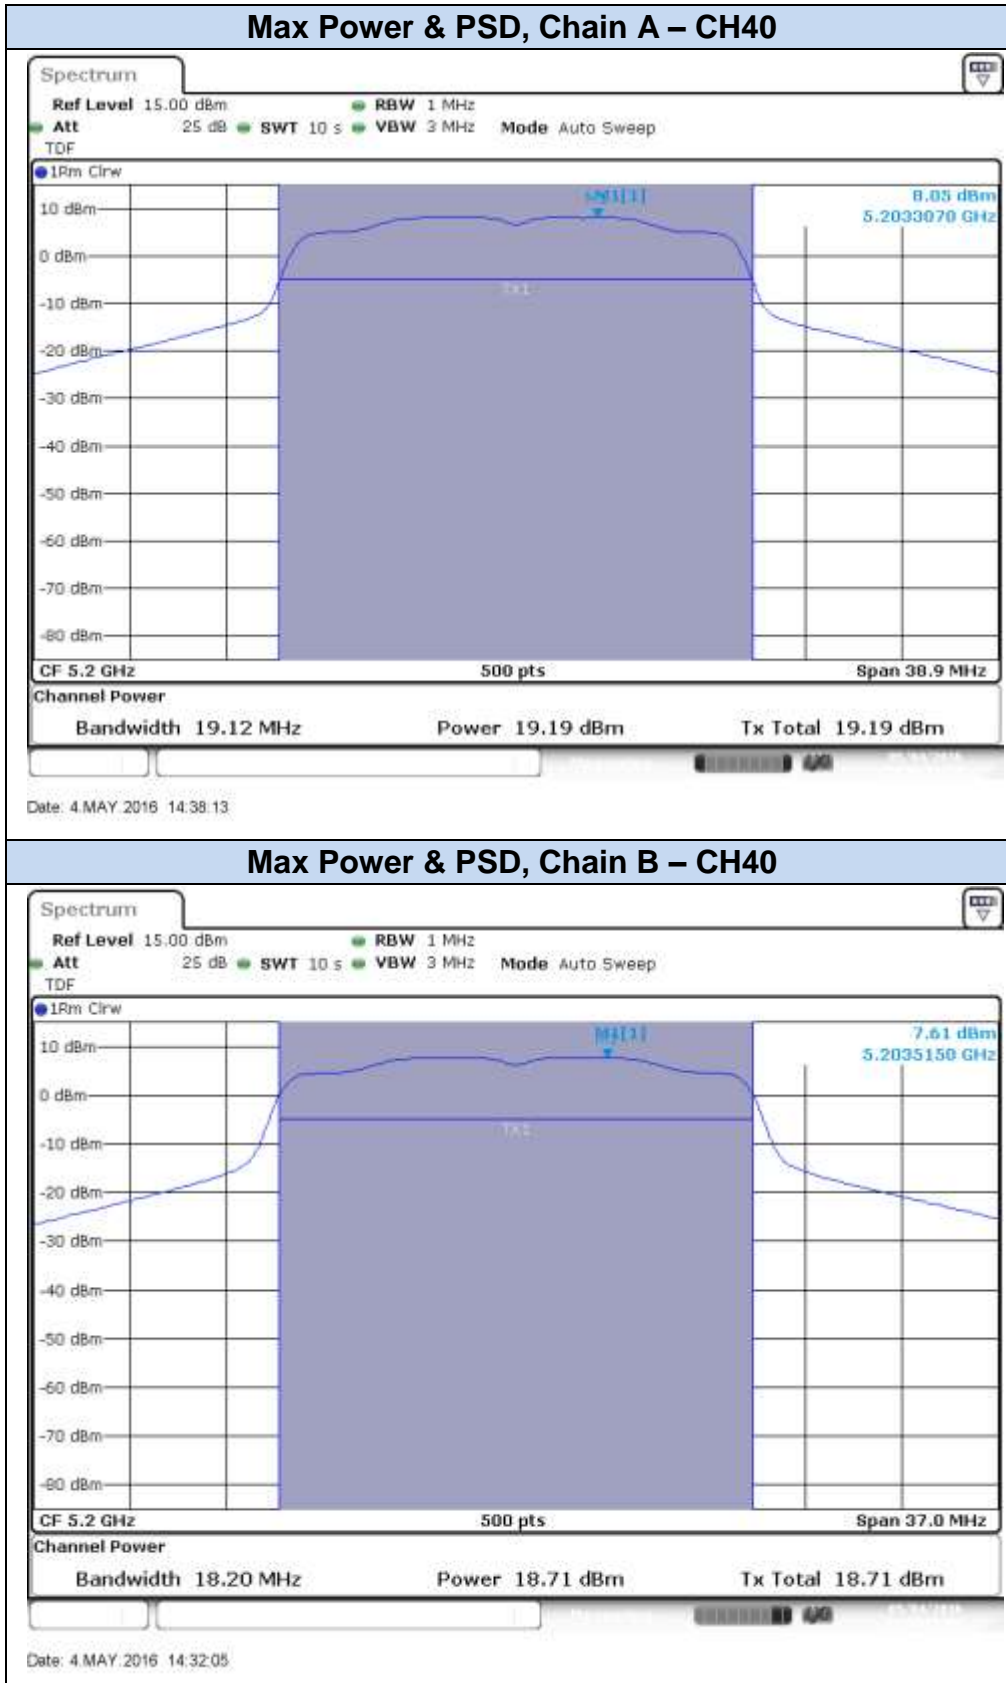 Max Power & PSD, Chain A – CH40
Spectrum
Ref Level 15.00 dBm RBW 1 MHz
Att 25 dB SWT 10 s VBW 3 MHz Mode Auto Sweep
TDF
1Rm Clrw
M1[1] 8.05 dBm
5.2033070 GHz
10 dBm
0 dBm
TX1
-10 dBm
-20 dBm
-30 dBm
-40 dBm
-50 dBm
-60 dBm
-70 dBm
-80 dBm
CF 5.2 GHz 500 pts Span 38.9 MHz
Channel Power
Bandwidth 19.12 MHz Power 19.19 dBm Tx Total 19.19 dBm
Date: 4.MAY.2016 14:38:13
Max Power & PSD, Chain B – CH40
Spectrum
Ref Level 15.00 dBm RBW 1 MHz
Att 25 dB SWT 10 s VBW 3 MHz Mode Auto Sweep
TDF
1Rm Clrw
M1[1] 7.61 dBm
5.2035150 GHz
10 dBm
0 dBm
TX1
-10 dBm
-20 dBm
-30 dBm
-40 dBm
-50 dBm
-60 dBm
-70 dBm
-80 dBm
CF 5.2 GHz 500 pts Span 37.0 MHz
Channel Power
Bandwidth 18.20 MHz Power 18.71 dBm Tx Total 18.71 dBm
Date: 4.MAY.2016 14:32:05